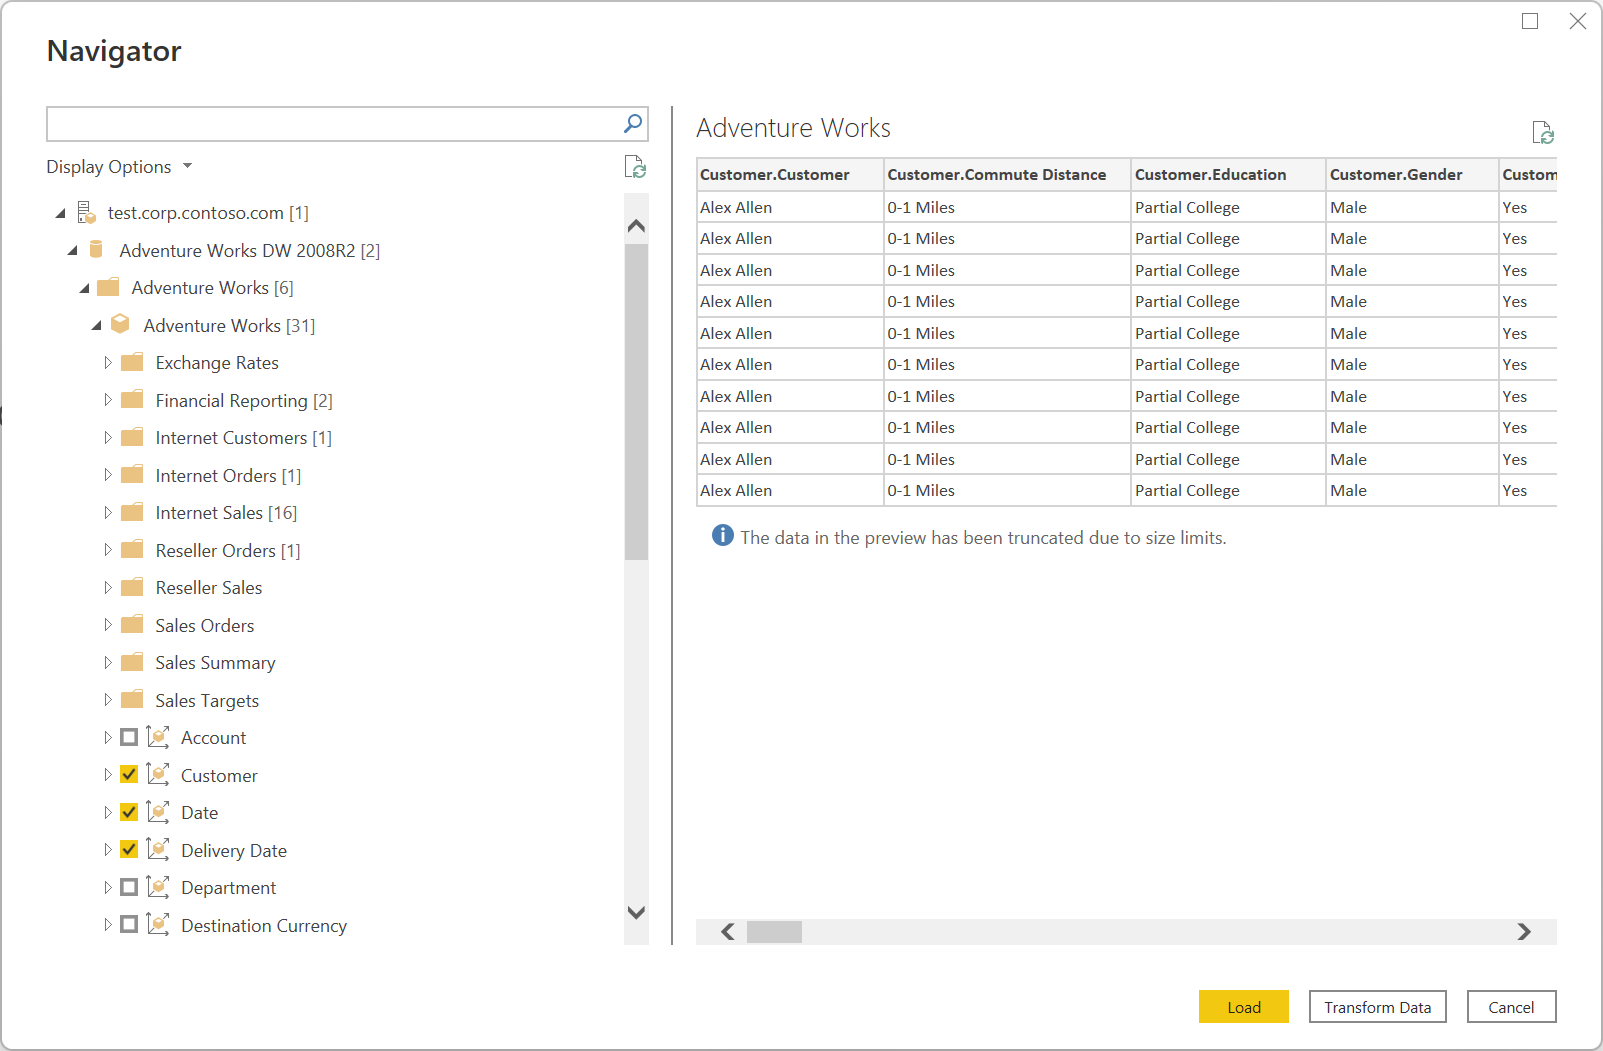 Navigator
Display Options
test.corp.contoso.com [1]
Adventure Works DW 2008R2 [2]
Adventure Works [6]
Adventure Works [31]
Exchange Rates
Financial Reporting [2]
Internet Customers [1]
Internet Orders [1]
Internet Sales [16]
Reseller Orders [1]
Reseller Sales
Sales Orders
Sales Summary
Sales Targets
Account
Customer
Date
Delivery Date
Department
Destination Currency
Adventure Works
Customer.Customer Customer.Commute Distance Customer.Education Customer.Gender Custom
Alex Allen 0-1 Miles Partial College Male Yes
Alex Allen 0-1 Miles Partial College Male Yes
Alex Allen 0-1 Miles Partial College Male Yes
Alex Allen 0-1 Miles Partial College Male Yes
Alex Allen 0-1 Miles Partial College Male Yes
Alex Allen 0-1 Miles Partial College Male Yes
Alex Allen 0-1 Miles Partial College Male Yes
Alex Allen 0-1 Miles Partial College Male Yes
Alex Allen 0-1 Miles Partial College Male Yes
Alex Allen 0-1 Miles Partial College Male Yes
The data in the preview has been truncated due to size limits.
Load Transform Data Cancel